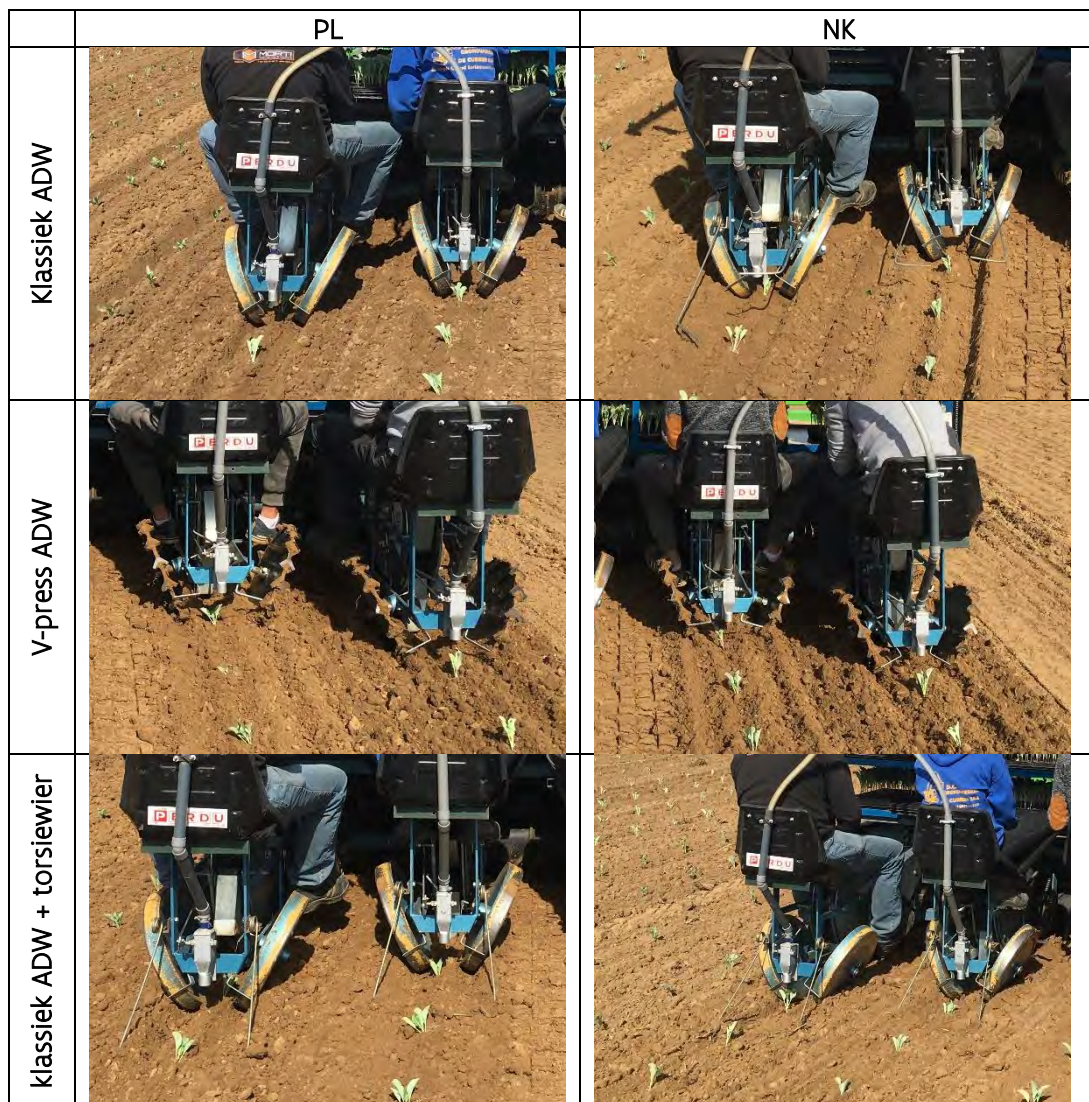 PL
NK
Klassiek ADW
PERDU
PERDU
V-press ADW
PERDU
PERDU
klassiek ADW + torsiewier
PERDU
PERDU